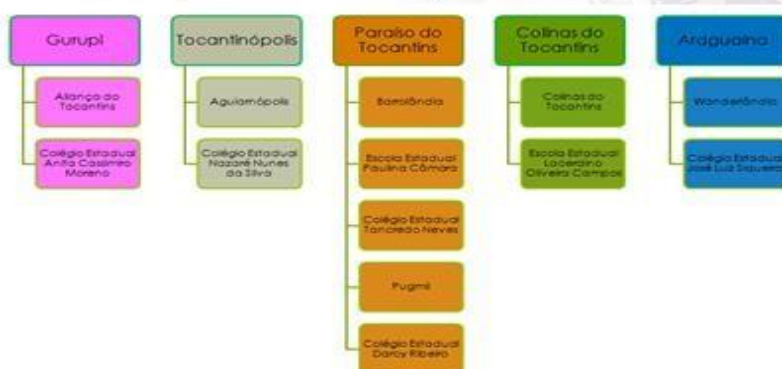 Gurupi
Aliança do
Tocantins
Colégio Estadual
Anita Cassimiro
Moreno
Tocantinópolis
Aguiarnópolis
Colégio Estadual
Nazaré Nunes
da Silva
Paraíso do
Tocantins
Barrolândia
Escola Estadual
Paulina Câmara
Colégio Estadual
Tancredo Neves
Pugmil
Colégio Estadual
Darcy Ribeiro
Colinas do
Tocantins
Colinas do
Tocantins
Escola Estadual
Lacerdino
Oliveira Campos
Araguaína
Wanderlândia
Colégio Estadual
José Luiz Siqueira